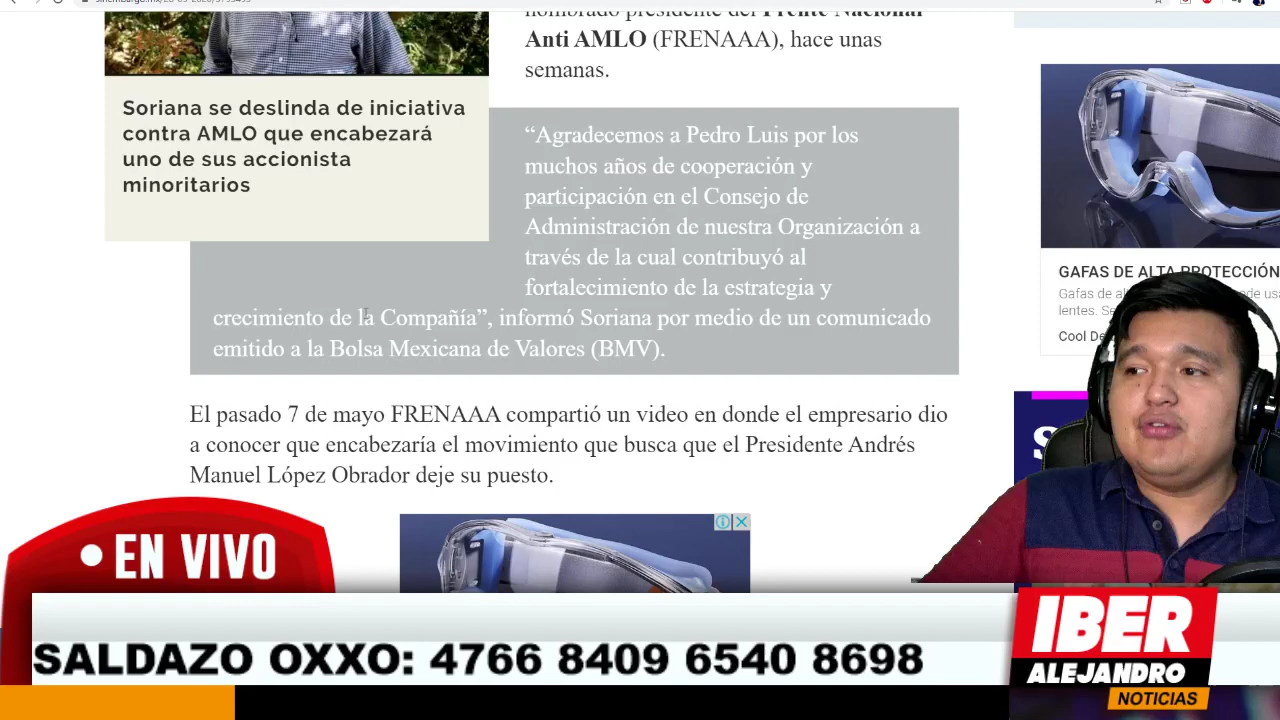 nombrado presidente del Frente Nacional
Anti AMLO (FRENAAA), hace unas
semanas.
Soriana se deslinda de iniciativa
contra AMLO que encabezará
uno de sus accionista
minoritarios
“Agradecemos a Pedro Luis por los
muchos años de cooperación y
participación en el Consejo de
Administración de nuestra Organización a
través de la cual contribuyó al
fortalecimiento de la estrategia y
crecimiento de la Compañía”, informó Soriana por medio de un comunicado
emitido a la Bolsa Mexicana de Valores (BMV).
El pasado 7 de mayo FRENAAA compartió un video en donde el empresario dio
a conocer que encabezaría el movimiento que busca que el Presidente Andrés
Manuel López Obrador deje su puesto.
GAFAS DE ALTA PROTECCIÓN
Gafas de
lentes.
Cool
EN VIVO
SALDAZO OXXO: 4766 8409 6540 8698
IBER
ALEJANDRO
NOTICIAS